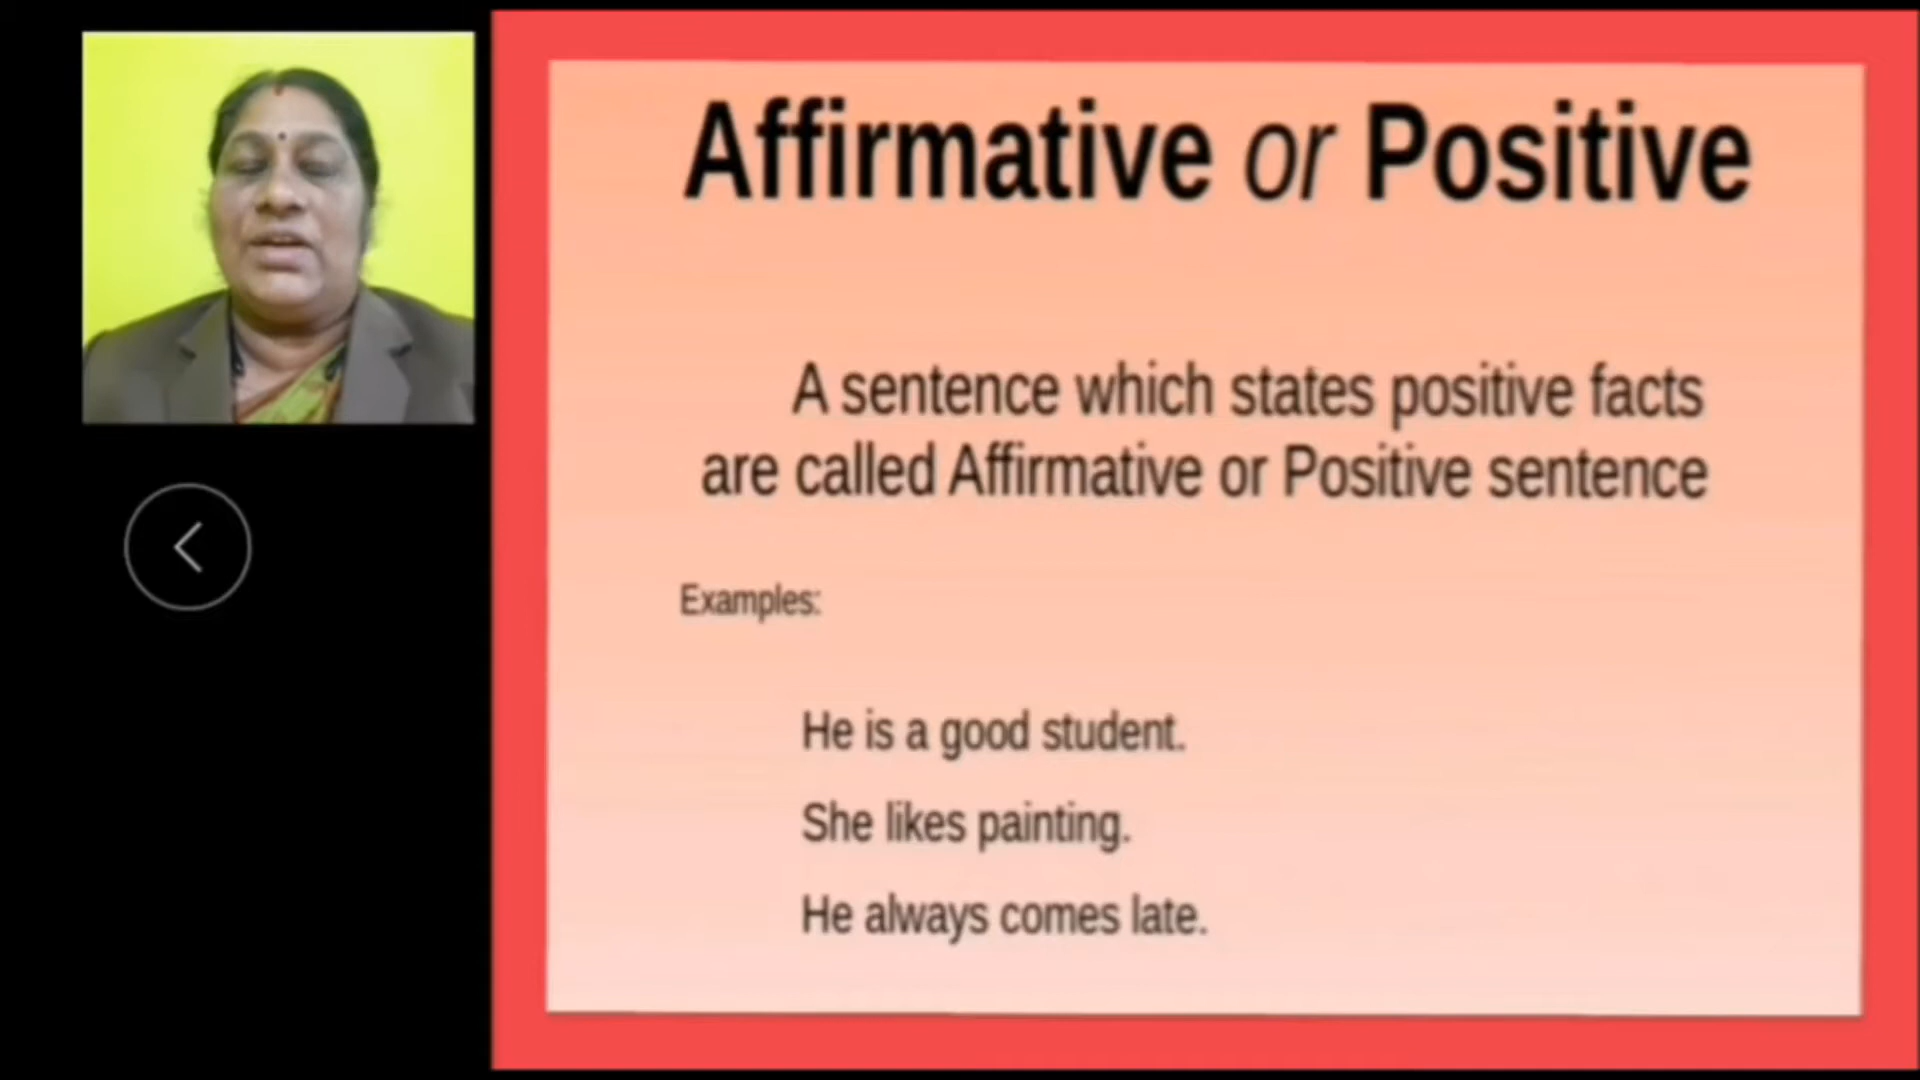 Affirmative or Positive
A sentence which states positive facts
are called Affirmative or Positive sentence
Examples:
He is a good student.
She likes painting.
He always comes late.